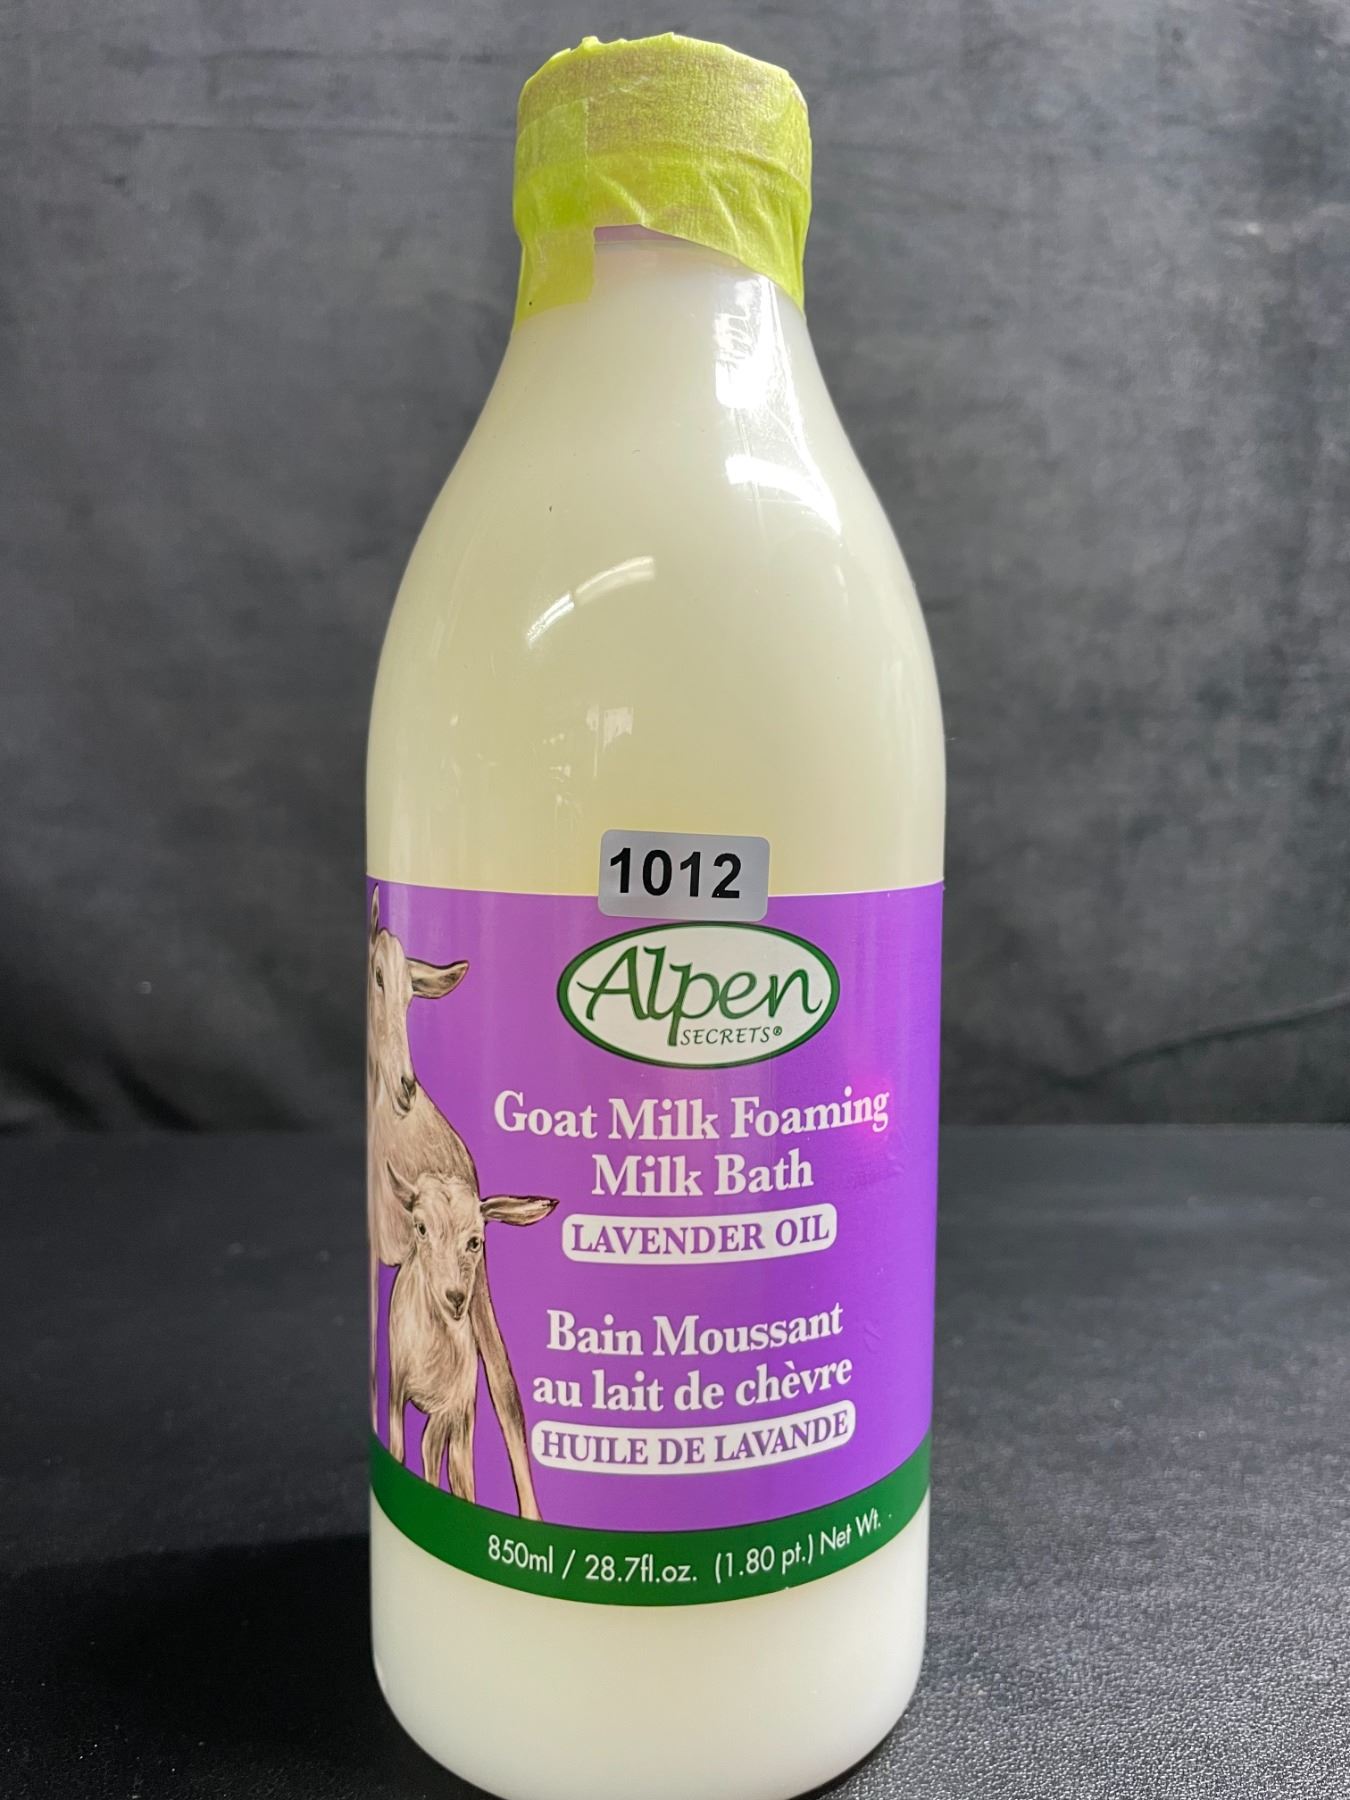 1012
Alpen
SECRETS®
Goat Milk Foaming
Milk Bath
LAVENDER OIL
Bain Moussant
au lait de chèvre
HUILE DE LAVANDE
850ml / 28.7fl.oz. (1.80 pt.) Net Wt.